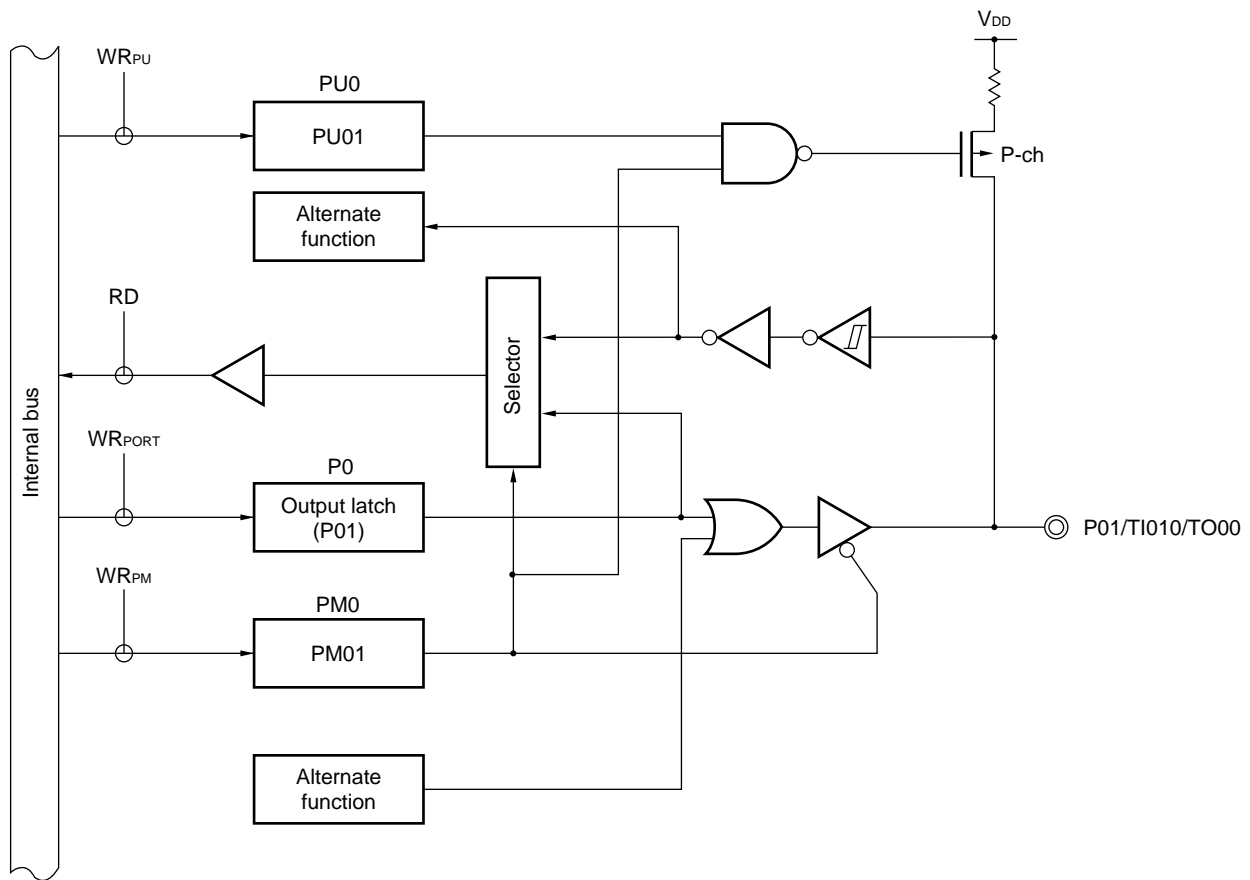 VDD
WRPU
PU0
PU01
P-ch
Alternate
function
RD
Selector
Internal bus
WRPORT
P0
Output latch
(P01)
P01/TI010/TO00
WRPM
PM0
PM01
Alternate
function